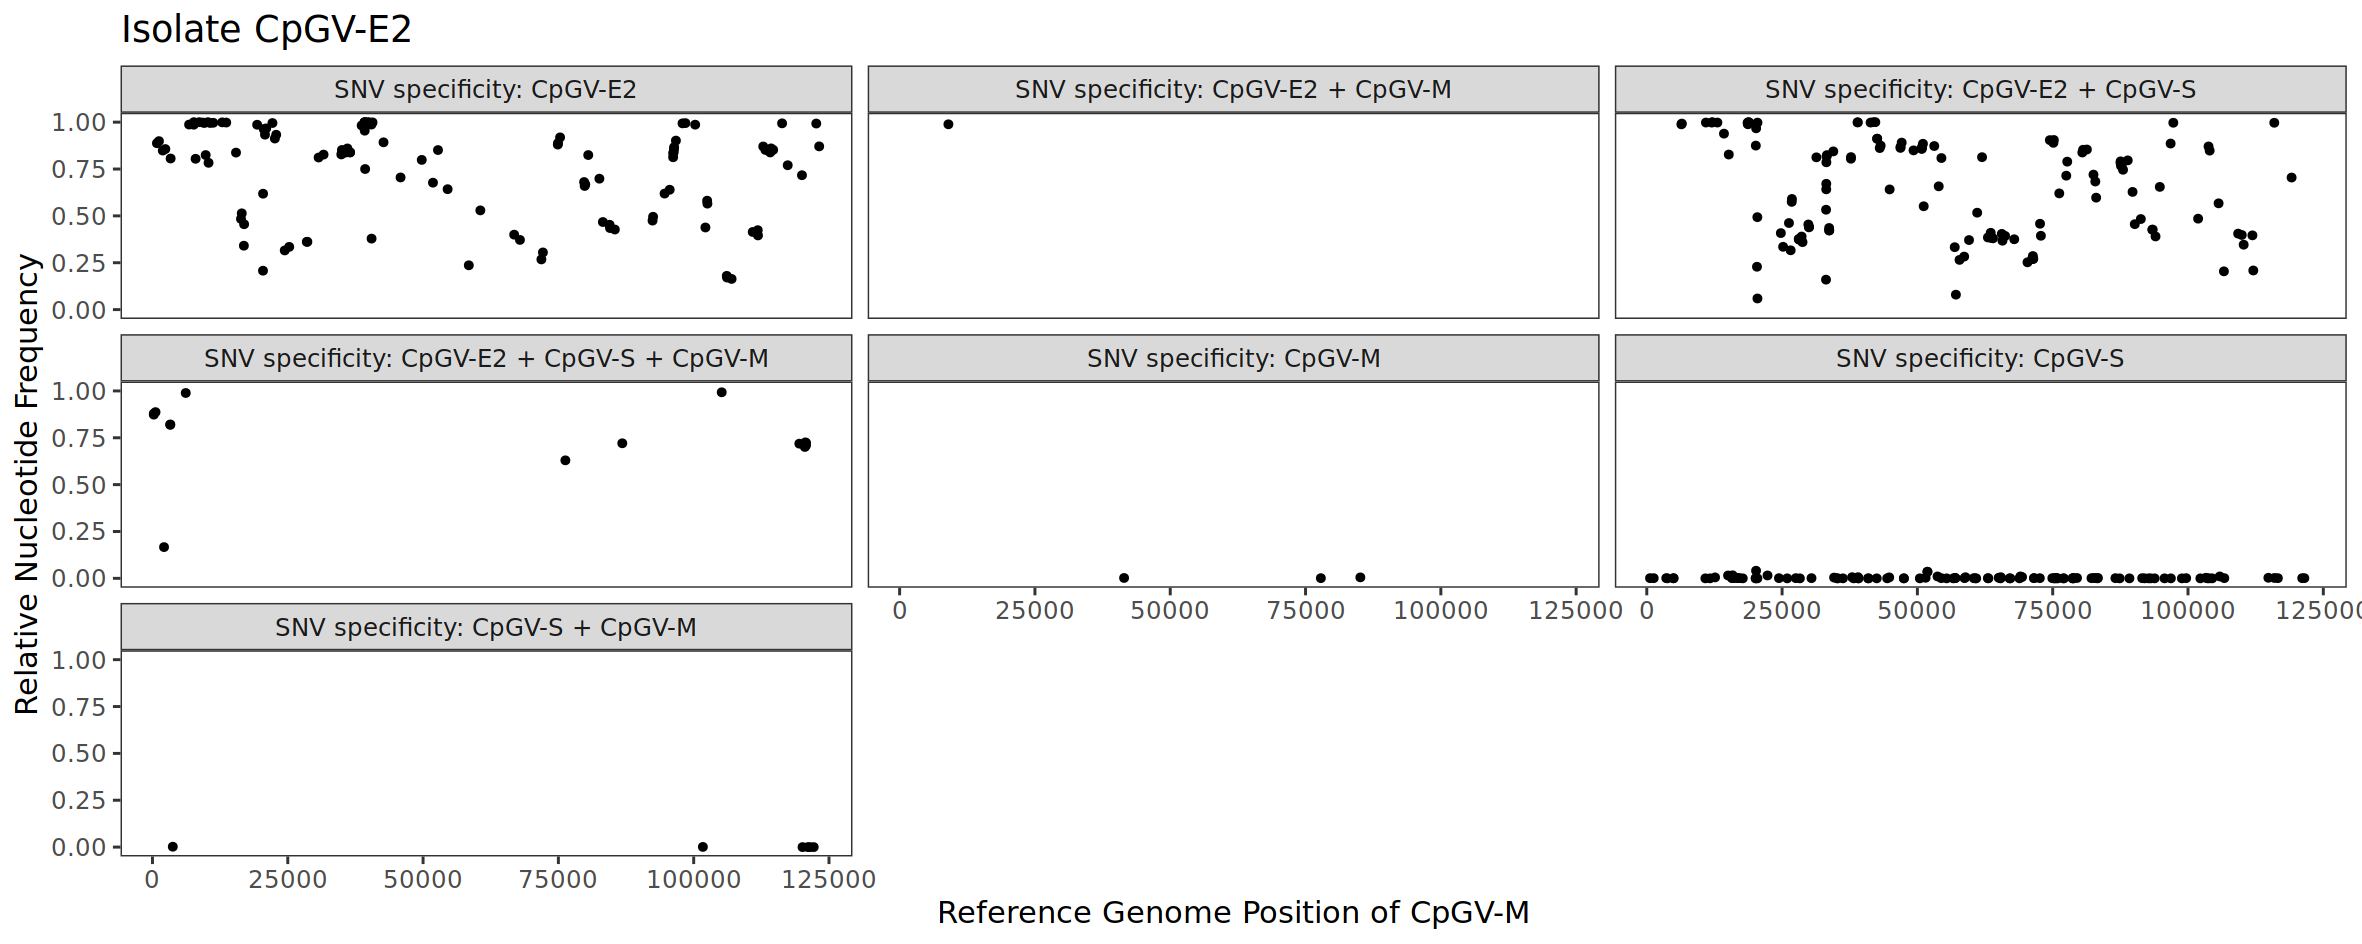 Isolate CpGV-E2
SNV specificity: CpGV-E2
SNV specificity: CpGV-E2 + CpGV-M
SNV specificity: CpGV-E2 + CpGV-S
1.00
0.75
0.50
0.25
0.00
SNV specificity: CpGV-E2 + CpGV-S + CpGV-M
SNV specificity: CpGV-M
SNV specificity: CpGV-S
1.00
0.75
0.50
0.25
0.00
0 25000 50000 75000 100000 125000
0 25000 50000 75000 100000 125000
SNV specificity: CpGV-S + CpGV-M
1.00
0.75
0.50
0.25
0.00
0 25000 50000 75000 100000 125000
Relative Nucleotide Frequency
Reference Genome Position of CpGV-M